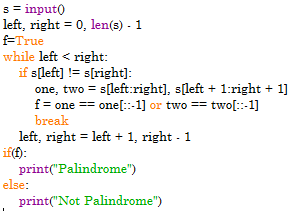 s = input()
left, right = 0, len(s) - 1
f=True
while left < right:
    if s[left] != s[right]:
        one, two = s[left:right], s[left + 1:right + 1]
        f = one == one[::-1] or two == two[::-1]
        break
    left, right = left + 1, right - 1
if(f):
    print("Palindrome")
else:
    print("Not Palindrome")